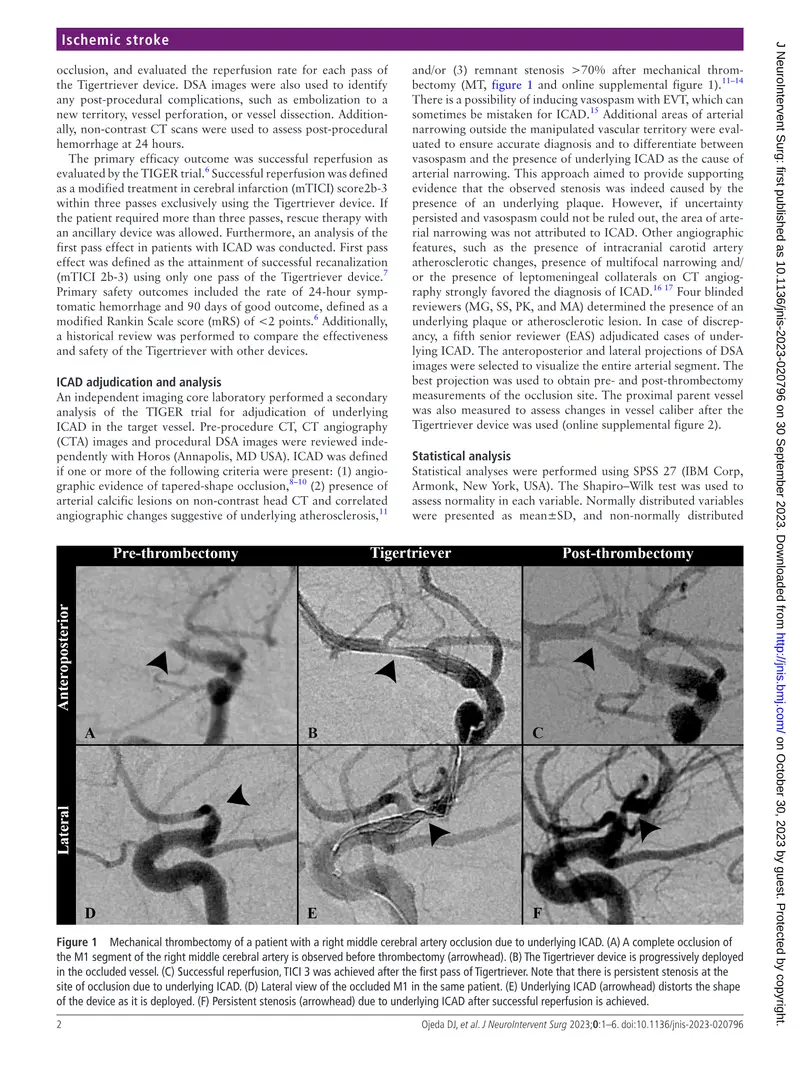 Ischemic stroke
occlusion, and evaluated the reperfusion rate for each pass of
the Tigertriever device. DSA images were also used to identify
any post-procedural complications, such as embolization to a
new territory, vessel perforation, or vessel dissection. Addition-
ally, non-contrast CT scans were used to assess post-procedural
hemorrhage at 24 hours.
The primary efficacy outcome was successful reperfusion as
evaluated by the TIGER trial.6 Successful reperfusion was defined
as a modified treatment in cerebral infarction (mTICI) score2b-3
within three passes exclusively using the Tigertriever device. If
the patient required more than three passes, rescue therapy with
an ancillary device was allowed. Furthermore, an analysis of the
first pass effect in patients with ICAD was conducted. First pass
effect was defined as the attainment of successful recanalization
(mTICI 2b-3) using only one pass of the Tigertriever device.7
Primary safety outcomes included the rate of 24-hour symp-
tomatic hemorrhage and 90 days of good outcome, defined as a
modified Rankin Scale score (mRS) of <2 points.6 Additionally,
a historical review was performed to compare the effectiveness
and safety of the Tigertriever with other devices.
ICAD adjudication and analysis
An independent imaging core laboratory performed a secondary
analysis of the TIGER trial for adjudication of underlying
ICAD in the target vessel. Pre-procedure CT, CT angiography
(CTA) images and procedural DSA images were reviewed inde-
pendently with Horos (Annapolis, MD USA). ICAD was defined
if one or more of the following criteria were present: (1) angio-
graphic evidence of tapered-shape occlusion,8–10 (2) presence of
arterial calcific lesions on non-contrast head CT and correlated
angiographic changes suggestive of underlying atherosclerosis,11
and/or (3) remnant stenosis >70% after mechanical throm-
bectomy (MT, figure 1 and online supplemental figure 1).11–14
There is a possibility of inducing vasospasm with EVT, which can
sometimes be mistaken for ICAD.15 Additional areas of arterial
narrowing outside the manipulated vascular territory were eval-
uated to ensure accurate diagnosis and to differentiate between
vasospasm and the presence of underlying ICAD as the cause of
arterial narrowing. This approach aimed to provide supporting
evidence that the observed stenosis was indeed caused by the
presence of an underlying plaque. However, if uncertainty
persisted and vasospasm could not be ruled out, the area of arte-
rial narrowing was not attributed to ICAD. Other angiographic
features, such as the presence of intracranial carotid artery
atherosclerotic changes, presence of multifocal narrowing and/
or the presence of leptomeningeal collaterals on CT angiog-
raphy strongly favored the diagnosis of ICAD.16 17 Four blinded
reviewers (MG, SS, PK, and MA) determined the presence of an
underlying plaque or atherosclerotic lesion. In case of discrep-
ancy, a fifth senior reviewer (EAS) adjudicated cases of under-
lying ICAD. The anteroposterior and lateral projections of DSA
images were selected to visualize the entire arterial segment. The
best projection was used to obtain pre- and post-thrombectomy
measurements of the occlusion site. The proximal parent vessel
was also measured to assess changes in vessel caliber after the
Tigertriever device was used (online supplemental figure 2).
Statistical analysis
Statistical analyses were performed using SPSS 27 (IBM Corp,
Armonk, New York, USA). The Shapiro–Wilk test was used to
assess normality in each variable. Normally distributed variables
were presented as mean±SD, and non-normally distributed
Pre-thrombectomy
Tigertriever
Post-thrombectomy
Anteroposterior
A
B
C
Lateral
D
E
F
Figure 1 Mechanical thrombectomy of a patient with a right middle cerebral artery occlusion due to underlying ICAD. (A) A complete occlusion of
the M1 segment of the right middle cerebral artery is observed before thrombectomy (arrowhead). (B) The Tigertriever device is progressively deployed
in the occluded vessel. (C) Successful reperfusion, TICI 3 was achieved after the first pass of Tigertriever. Note that there is persistent stenosis at the
site of occlusion due to underlying ICAD. (D) Lateral view of the occluded M1 in the same patient. (E) Underlying ICAD (arrowhead) distorts the shape
of the device as it is deployed. (F) Persistent stenosis (arrowhead) due to underlying ICAD after successful reperfusion is achieved.
2
Ojeda DJ, et al. J NeuroIntervent Surg 2023;0:1–6. doi:10.1136/jnis-2023-020796
J NeuroIntervent Surg: first published as 10.1136/jnis-2023-020796 on 30 September 2023. Downloaded from http://jnis.bmj.com/ on October 30, 2023 by guest. Protected by copyright.